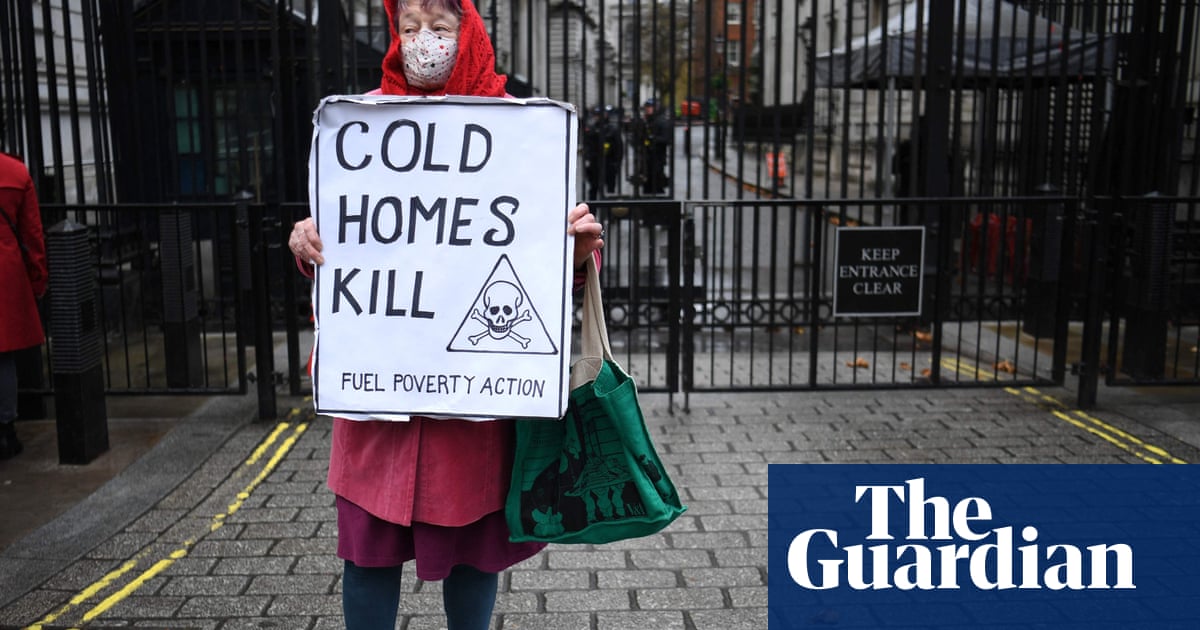 COLD
HOMES
KILL
FUEL POVERTY ACTION
KEEP
ENTRANCE
CLEAR
The
Guardian